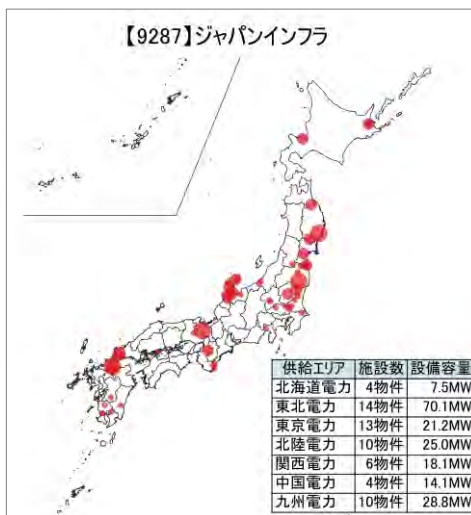 【9287】ジャパンインフラ
供給エリア 施設数 設備容量
北海道電力 4物件 7.5MW
東北電力 14物件 70.1MW
東京電力 13物件 21.2MW
北陸電力 10物件 25.0MW
関西電力 6物件 18.1MW
中国電力 4物件 14.1MW
九州電力 10物件 28.8MW